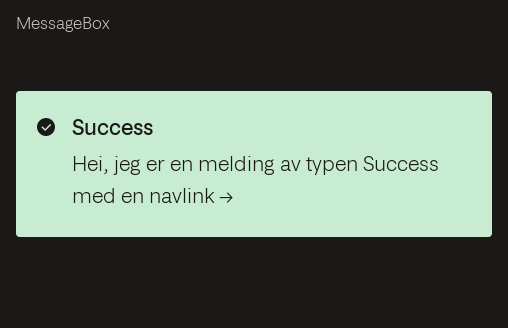 MessageBox
Success
Hei, jeg er en melding av typen Success
med en navlink →